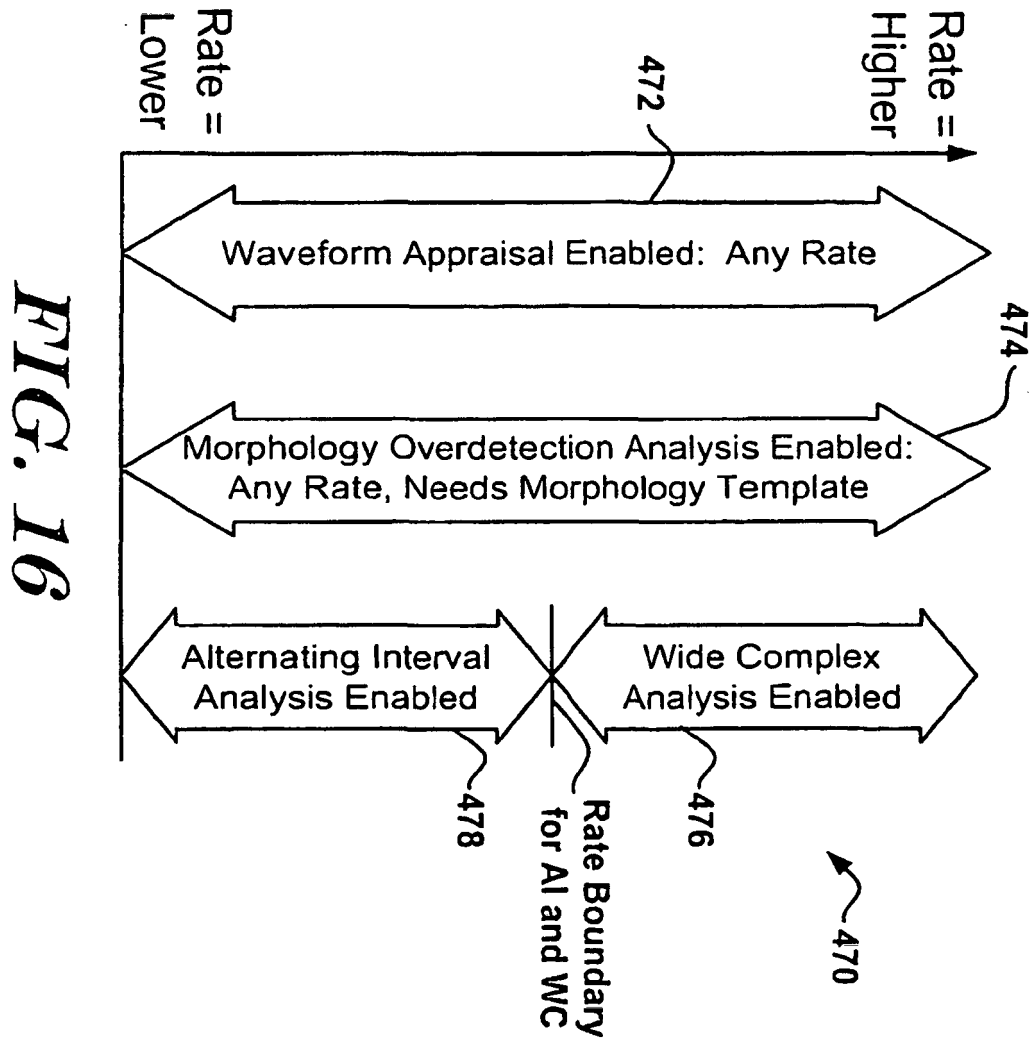 Rate =
Higher
Rate =
Lower
472
Waveform Appraisal Enabled: Any Rate
474
Morphology Overdetection Analysis Enabled:
Any Rate, Needs Morphology Template
Alternating Interval
Analysis Enabled
478
Wide Complex
Analysis Enabled
476
Rate Boundary
for AI and WC
470
FIG. 16